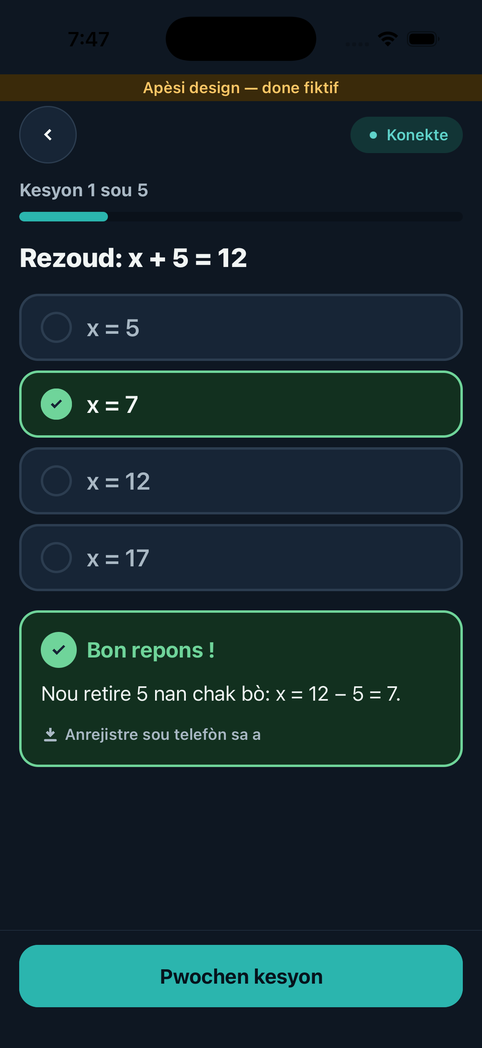 7:47
Apèsi design — done fiktif
Konekte
Kesyon 1 sou 5
Rezoud: x + 5 = 12
x = 5
x = 7
x = 12
x = 17
Bon repons !
Nou retire 5 nan chak bò: x = 12 − 5 = 7.
Anrejistre sou telefòn sa a
Pwochen kesyon